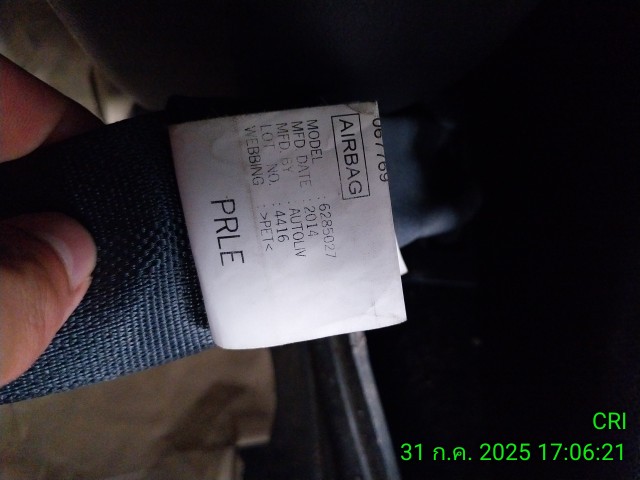 AIRBAG
MODEL : 6285027
MFD. DATE : 2014
MFD. BY : AUTOLIV
LOT NO. : 4416
WEBBING : >PET<
PRLE
CRI
31 ก.ค. 2025 17:06:21